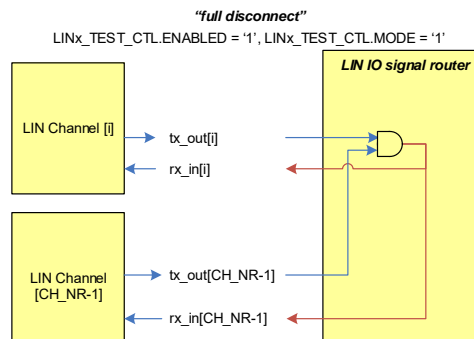 “full disconnect”
LINx_TEST_CTL.ENABLED = ‘1’, LINx_TEST_CTL.MODE = ‘1’
LIN IO signal router
LIN Channel [i]
tx_out[i]
rx_in[i]
LIN Channel
[CH_NR-1]
tx_out[CH_NR-1]
rx_in[CH_NR-1]